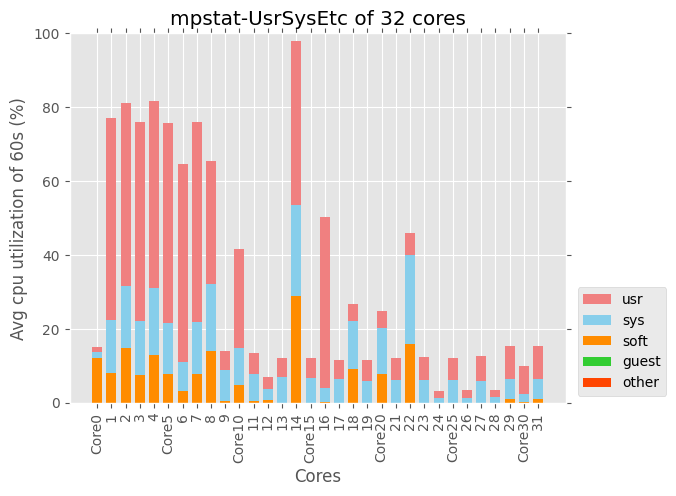 mpstat-UsrSysEtc of 32 cores
Avg cpu utilization of 60s (%)
100
80
60
40
20
0
Core0 1 2 3 4 Core5 6 7 8 9 Core10 11 12 13 14 Core15 16 17 18 19 Core20 21 22 23 24 Core25 26 27 28 29 Core30 31
Cores
usr
sys
soft
guest
other